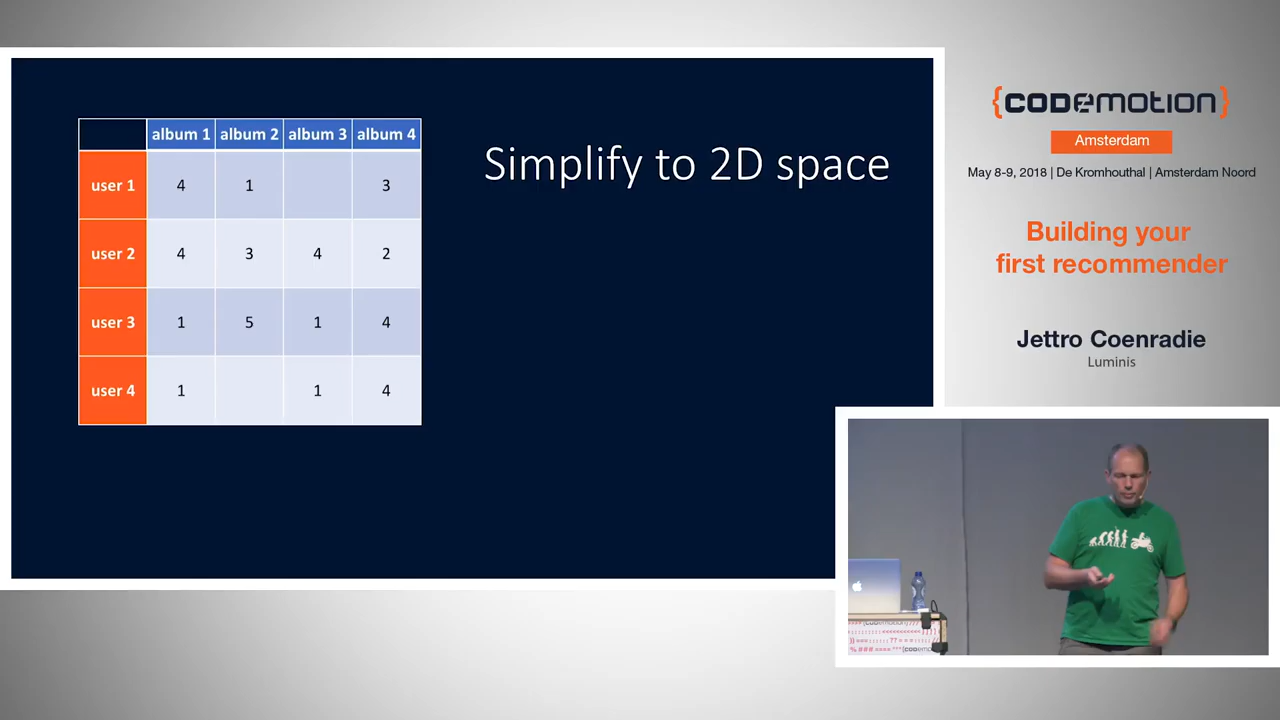 album 1 album 2 album 3 album 4
user 1 4 1 3
user 2 4 3 4 2
user 3 1 5 1 4
user 4 1 1 4
Simplify to 2D space
{CODEMOTION}
Amsterdam
May 8-9, 2018 | De Kromhouthal | Amsterdam Noord
Building your
first recommender
Jettro Coenradie
Luminis